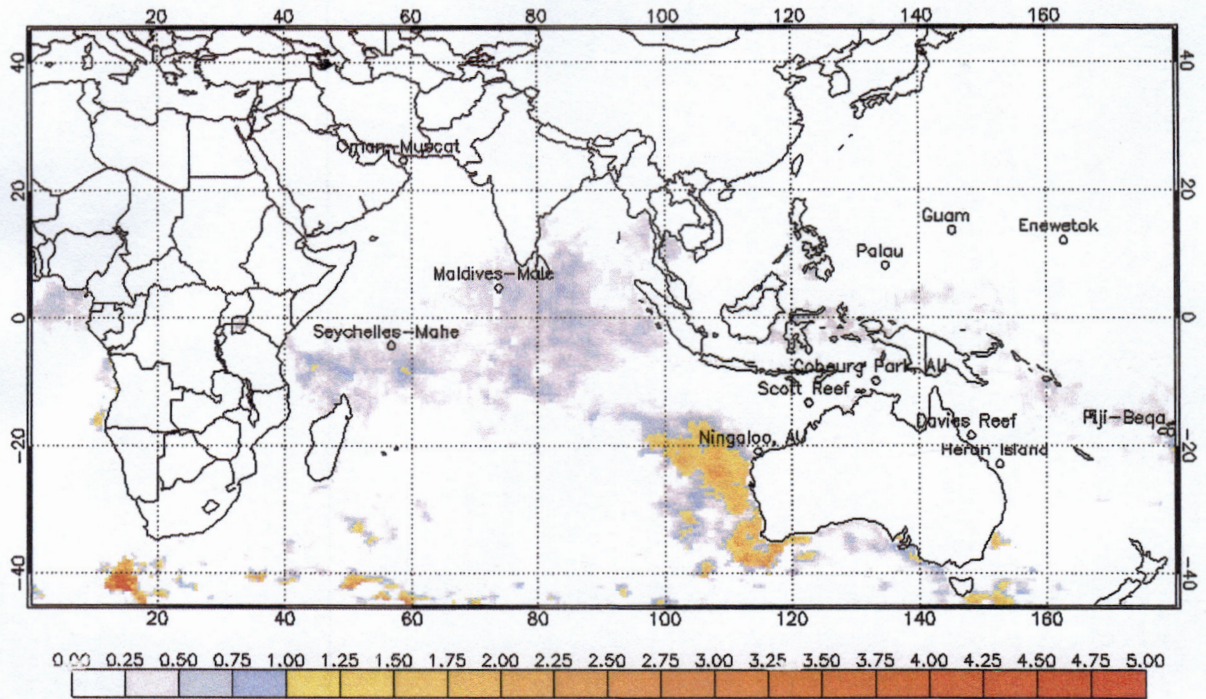 20 40 60 80 100 120 140 160
40 40
Oman-Muscat
20 20
Guam
Enewetok
Palau
Maldives-Male
0 0
Seychelles-Mahe
Cobourg Park, AU
Scott Reef
Davies Reef Fiji-Beqa
-20 Ningaloo, AU -20
Heron Island
-40 -40
20 40 60 80 100 120 140 160
0.00 0.25 0.50 0.75 1.00 1.25 1.50 1.75 2.00 2.25 2.50 2.75 3.00 3.25 3.50 3.75 4.00 4.25 4.50 4.75 5.00